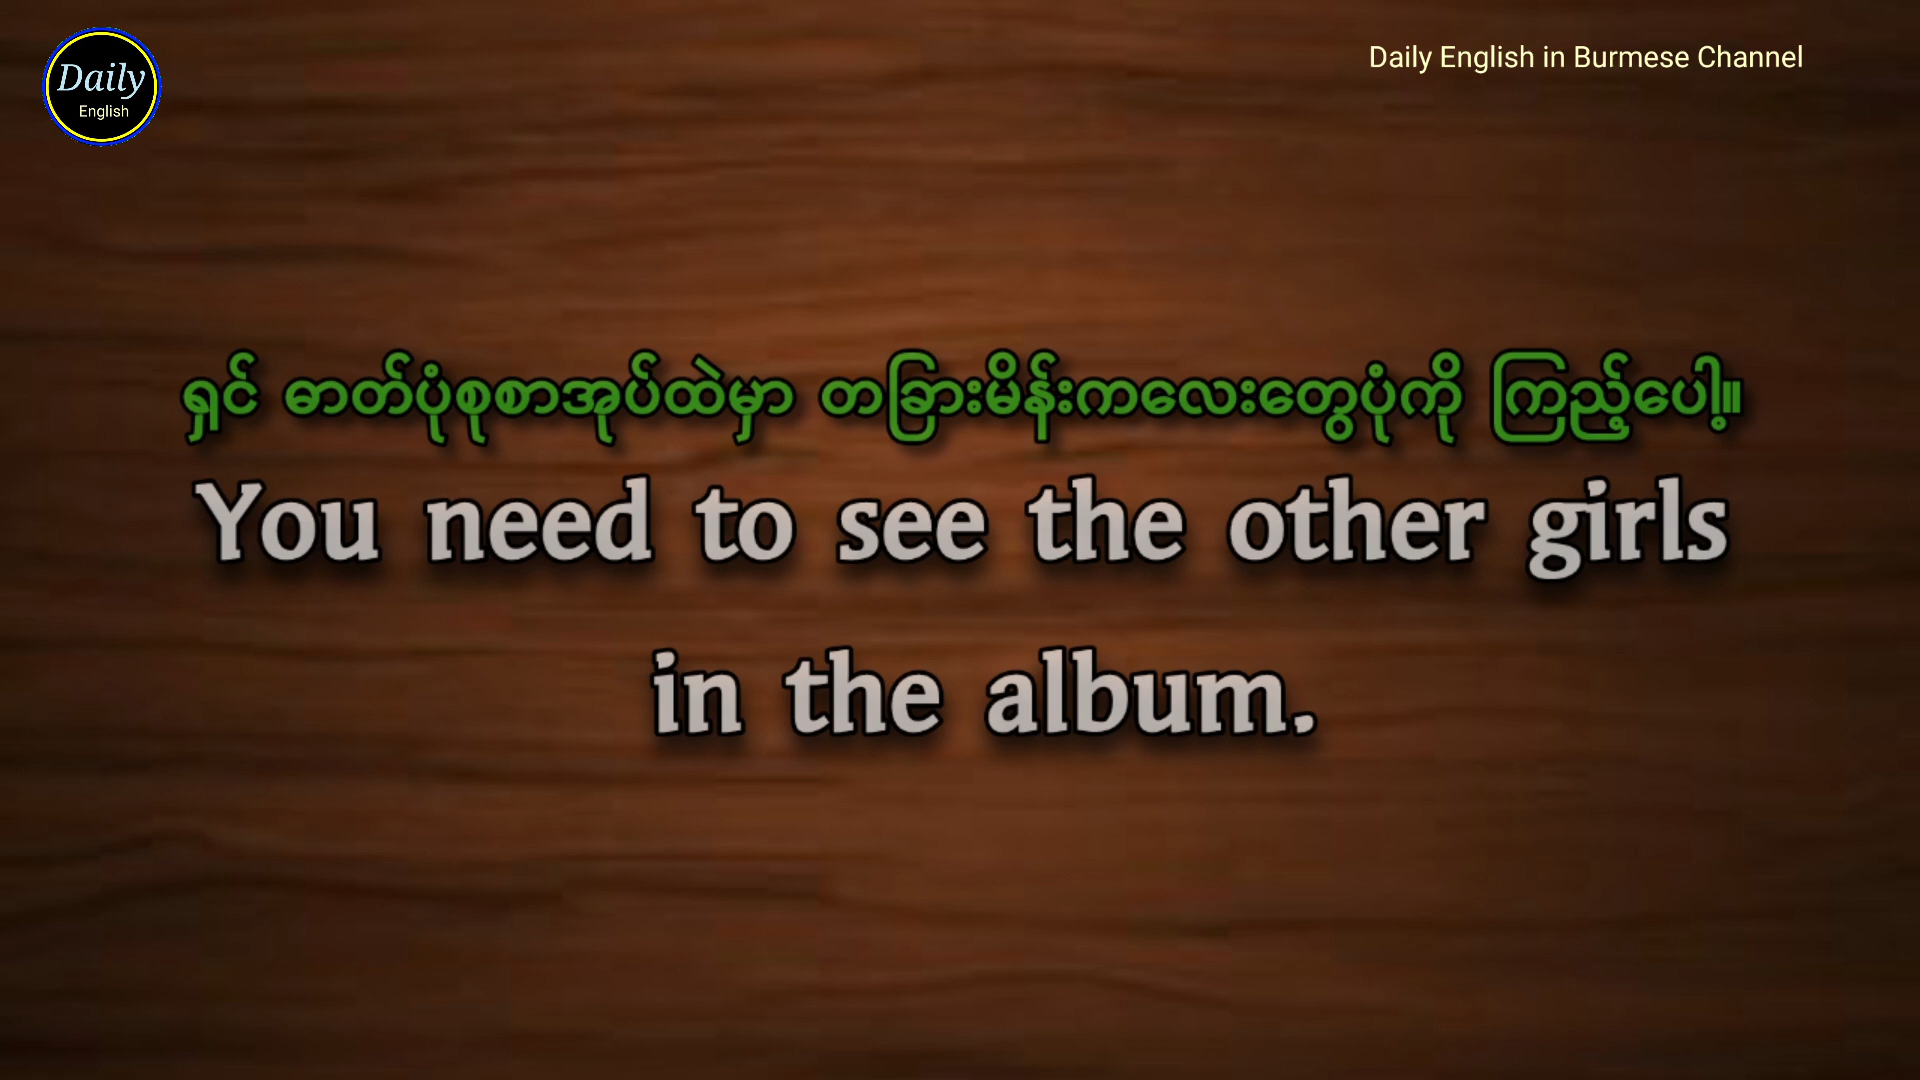 Daily
English
Daily English in Burmese Channel
ရှင် ဓာတ်ပုံစုစာအုပ်ထဲမှာ တခြားမိန်းကလေးတွေပုံကို ကြည့်ပေါ့။
You need to see the other girls
in the album.